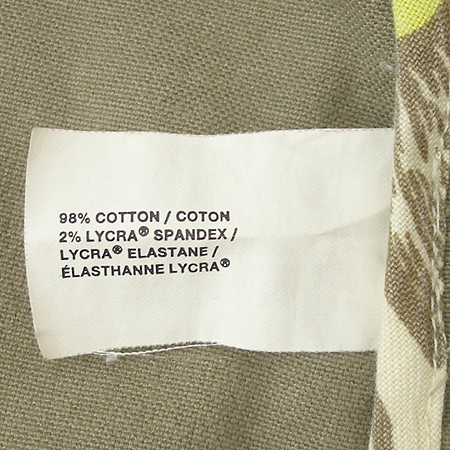 98% COTTON / COTON
2% LYCRA® SPANDEX /
LYCRA® ELASTANE /
ÉLASTHANNE LYCRA®